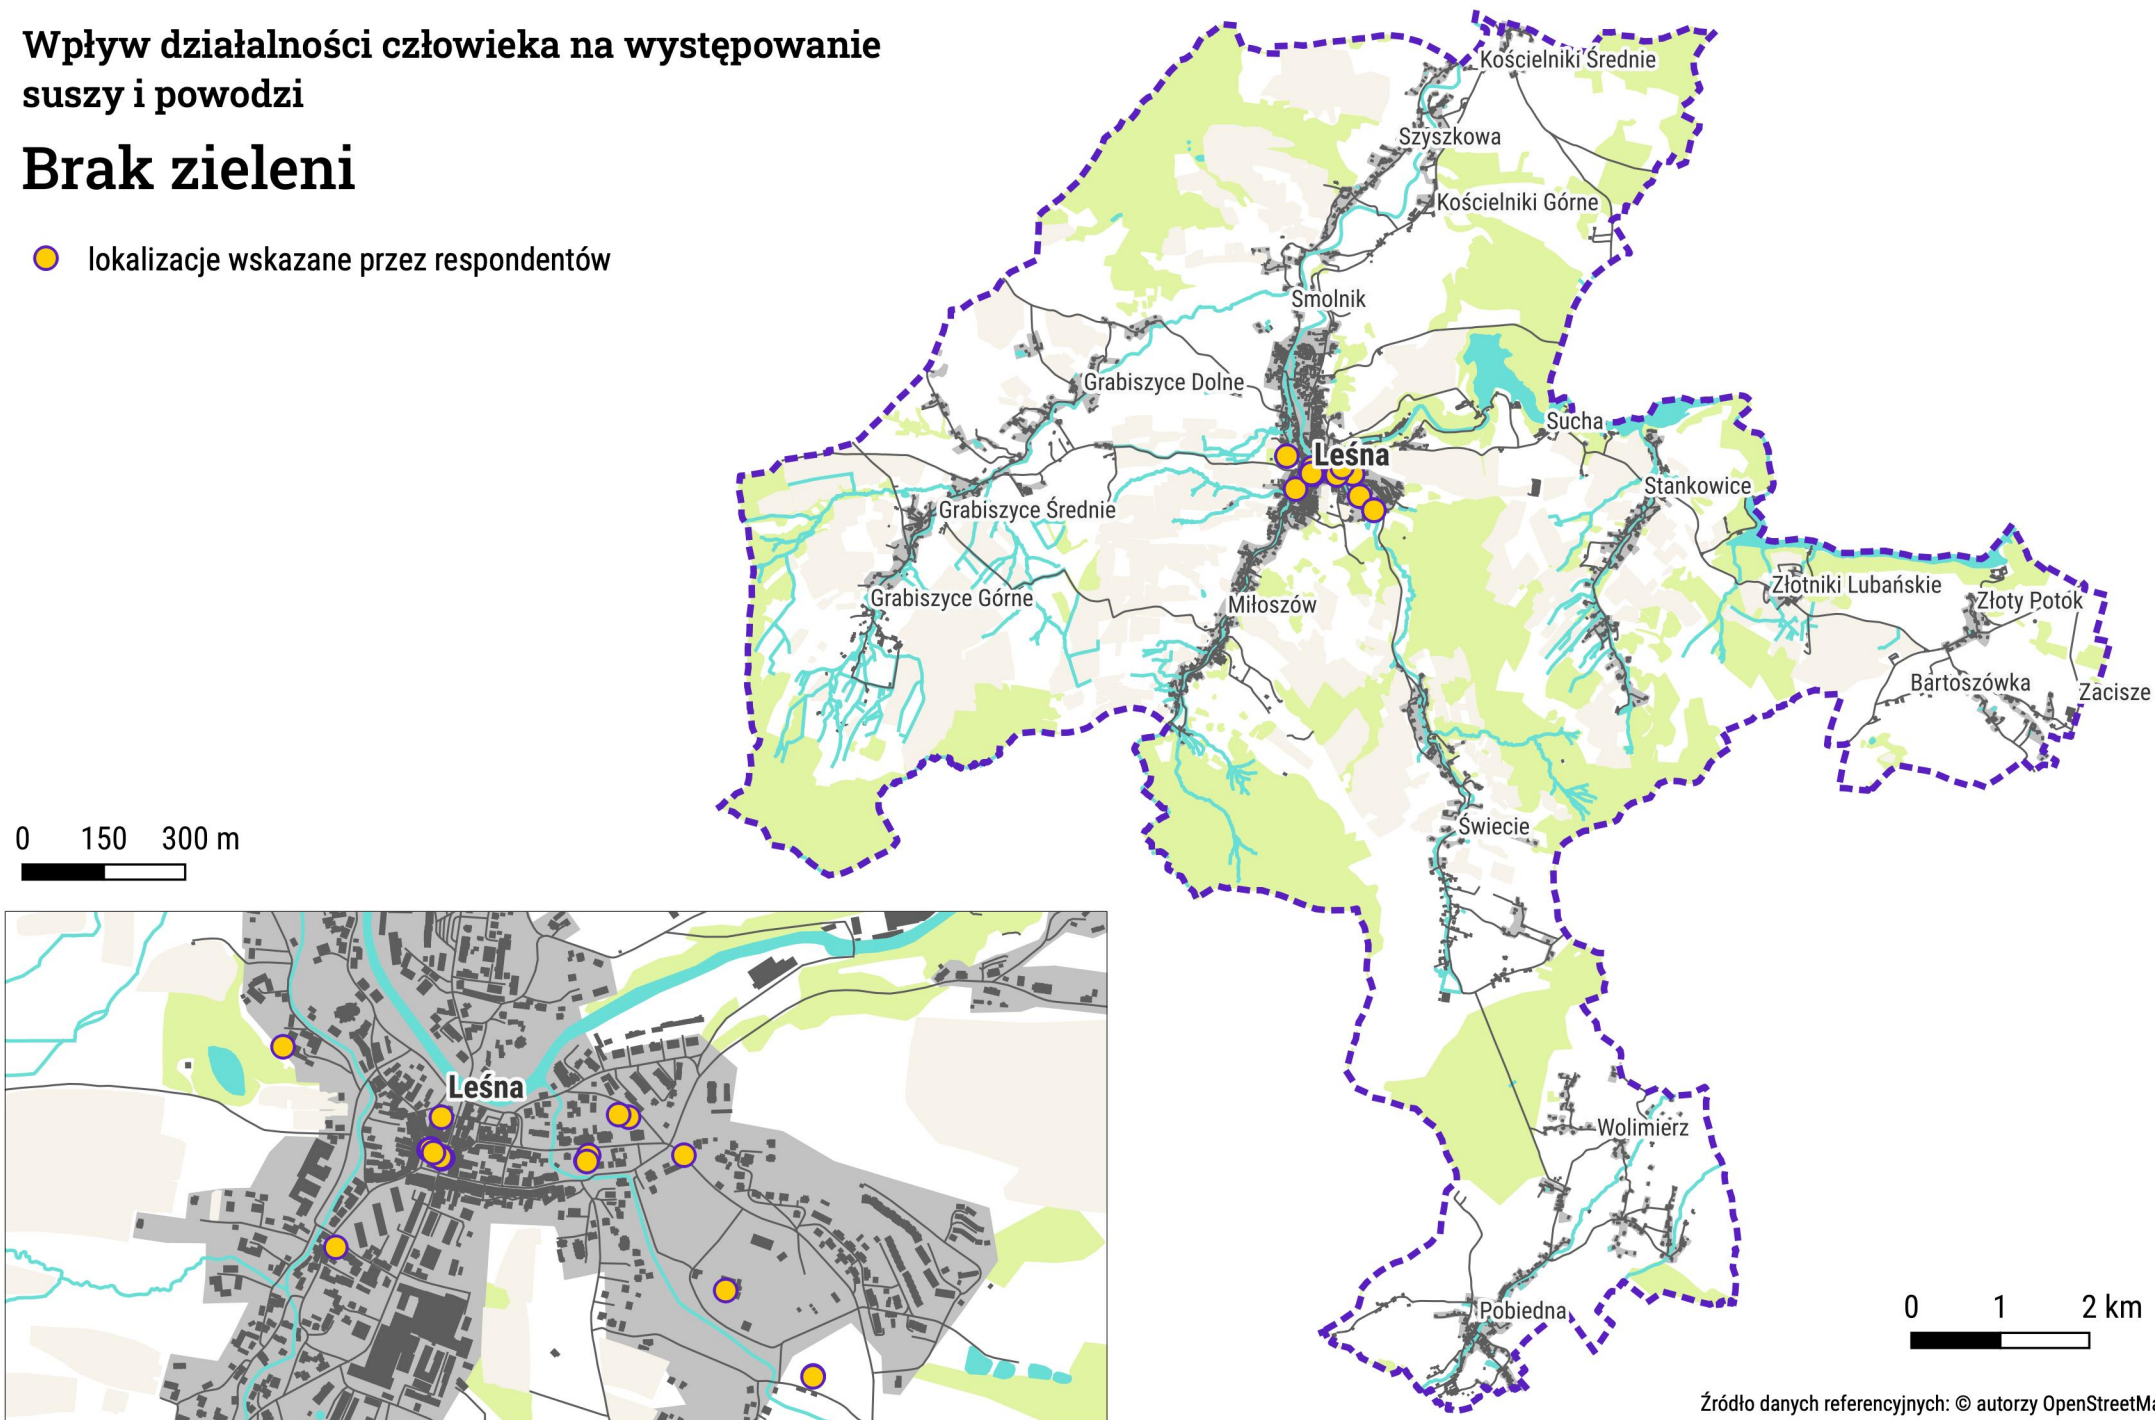 Wpływ działalności człowieka na występowanie
suszy i powodzi
Brak zieleni
lokalizacje wskazane przez respondentów
Kościelniki Średnie
Szyszkowa
Kościelniki Górne
Smolnik
Grabiszyce Dolne
Sucha
Leśna
Stankowice
Grabiszyce Średnie
Złotniki Lubańskie
Grabiszyce Górne
Miłoszów
Złoty Potok
Bartoszówka
Zacisze
Świecie
0 150 300 m
Leśna
Wolimierz
Pobiedna
0 1 2 km
Źródło danych referencyjnych: © autorzy OpenStreetMa